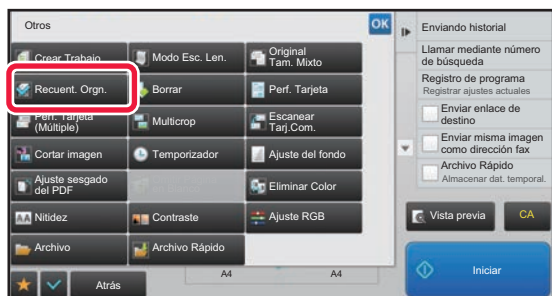 Otros
OK
Crear Trabajo
Modo Esc. Len.
Original
Tam. Mixto
Recuent. Orgn.
Borrar
Perf. Tarjeta
Perf. Tarjeta
(Múltiple)
Multicrop
Escanear
Tarj.Com.
Cortar imagen
Temporizador
Ajuste del fondo
Ajuste sesgado
del PDF
Eliminar Color
AA Nitidez
Contraste
Ajuste RGB
Archivo
Archivo Rápido
Atrás
A4
A4
Enviando historial
Llamar mediante número
de búsqueda
Registro de programa
Registrar ajustes actuales
Enviar enlace de
destino
Enviar misma imagen
como dirección fax
Archivo Rápido
Almacenar dat. temporal.
Vista previa
CA
Iniciar